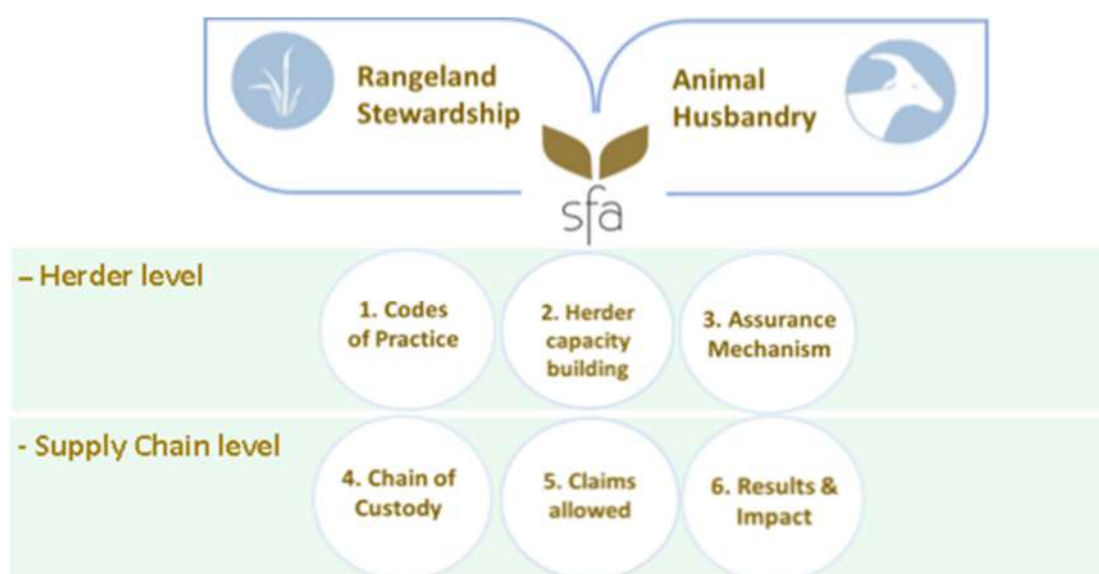 Rangeland
Stewardship
Animal
Husbandry
sfa
– Herder level
1. Codes
of Practice
2. Herder
capacity
building
3. Assurance
Mechanism
- Supply Chain level
4. Chain of
Custody
5. Claims
allowed
6. Results &
Impact